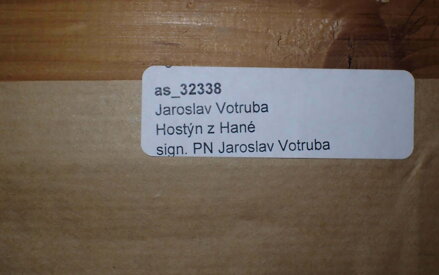 as_32338
Jaroslav Votruba
Hostýn z Hané
sign. PN Jaroslav Votruba